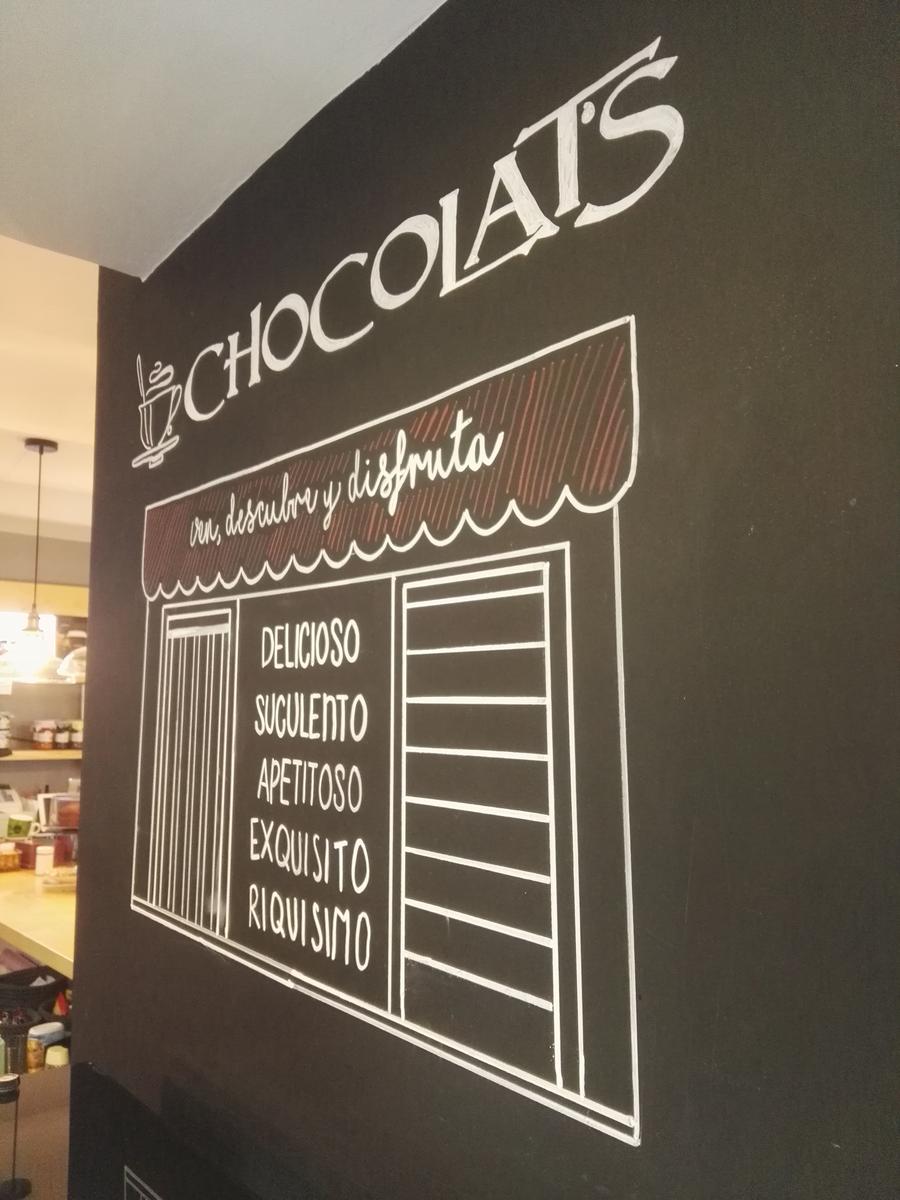 CHOCOLAT'S
ven, descubre y disfruta
DELICIOSO
SUCULENTO
APETITOSO
EXQUISITO
RIQUISIMO